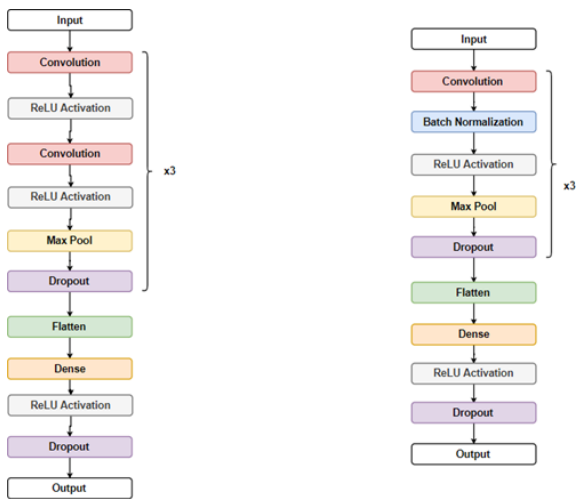 Input
Convolution
ReLU Activation
Convolution
ReLU Activation
Max Pool
Dropout
x3
Flatten
Dense
ReLU Activation
Dropout
Output
Input
Convolution
Batch Normalization
ReLU Activation
Max Pool
Dropout
x3
Flatten
Dense
ReLU Activation
Dropout
Output